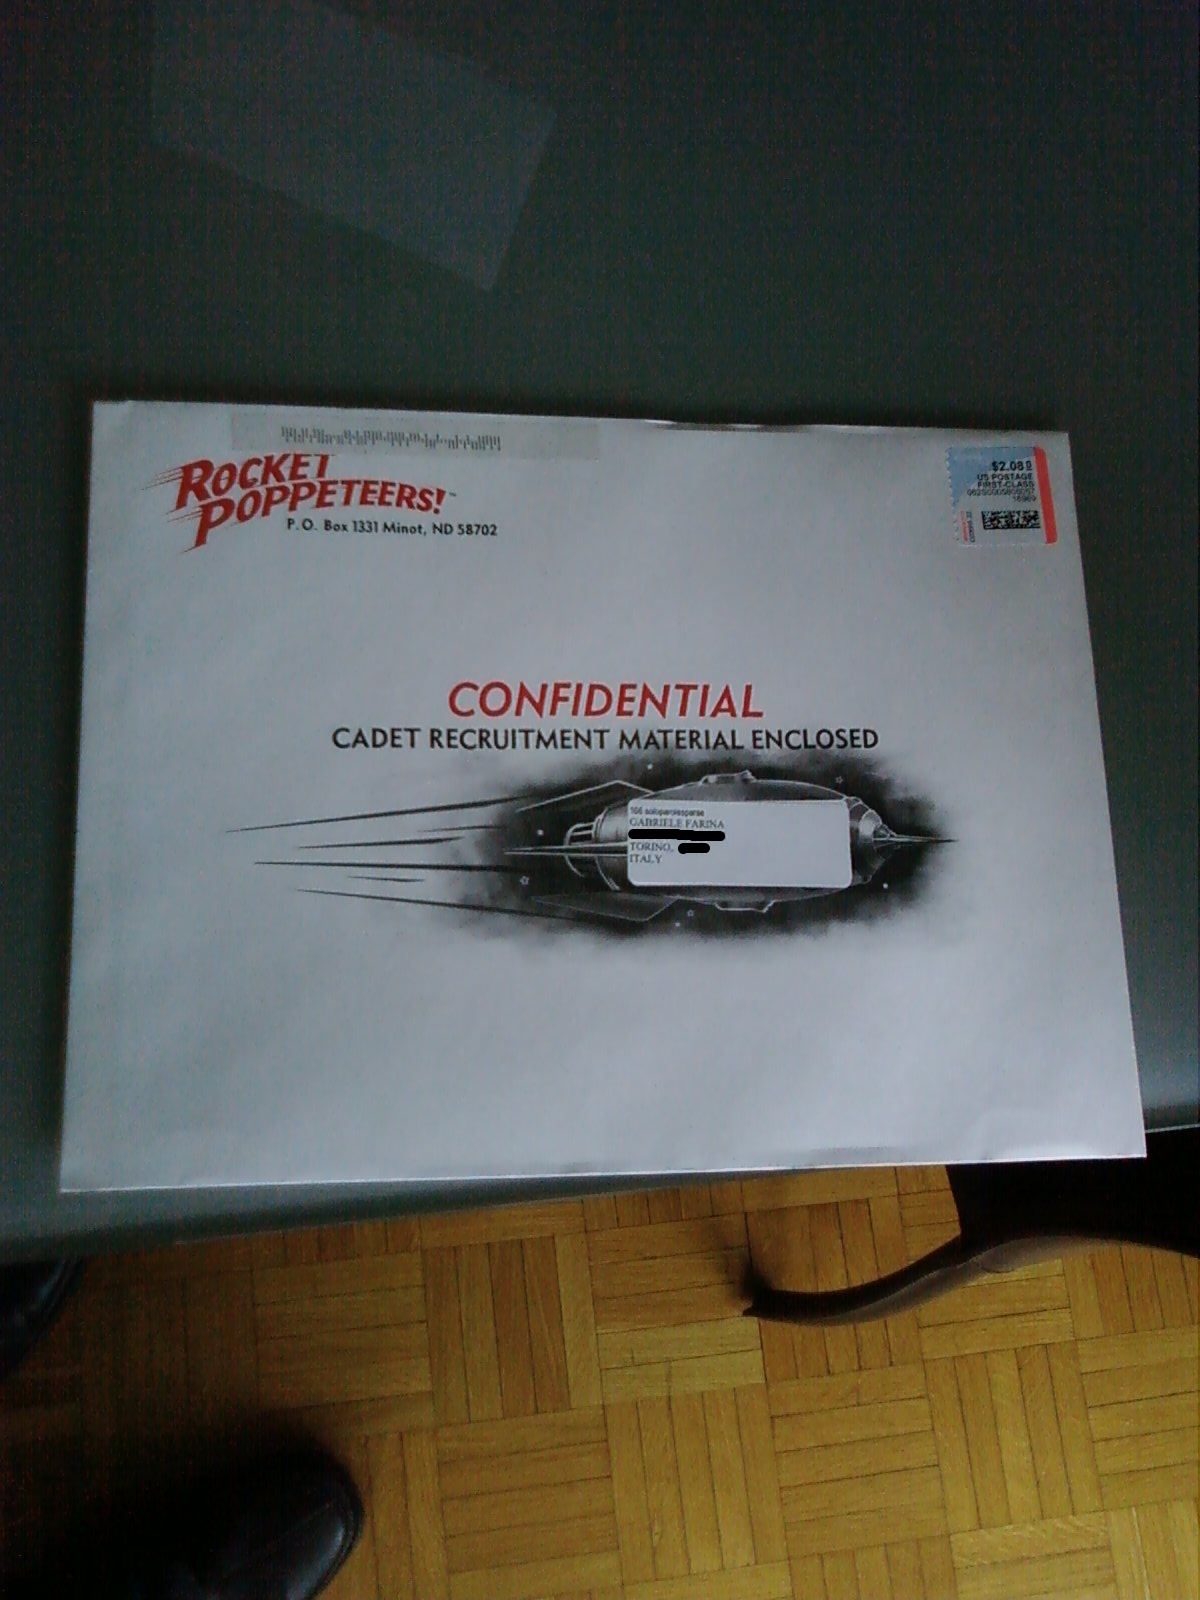 ROCKET
POPPETEERS!™
P.O. Box 1331 Minot, ND 58702
$2.080
US POSTAGE
FIRST-CLASS
CONFIDENTIAL
CADET RECRUITMENT MATERIAL ENCLOSED
GABRIELE FARINA
TORINO,
ITALY